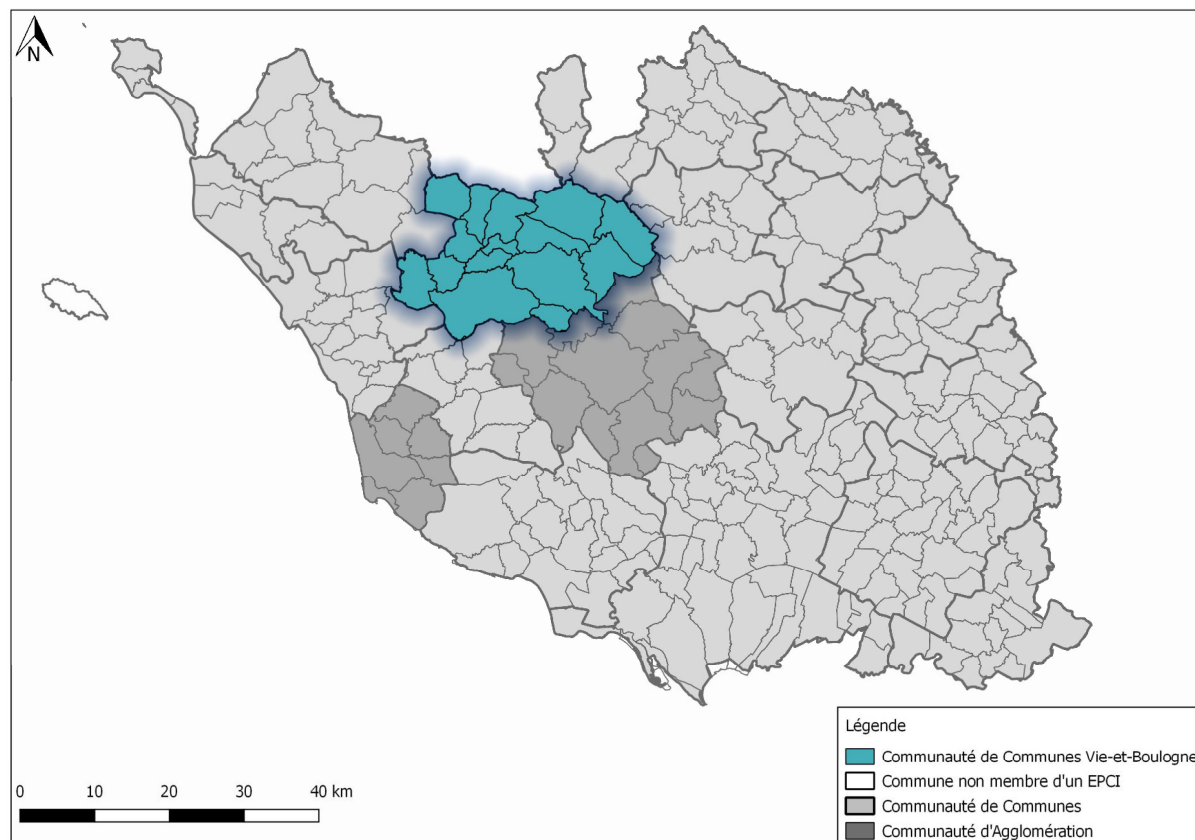 N
Légende
Communauté de Communes Vie-et-Boulogne
Commune non membre d'un EPCI
Communauté de Communes
Communauté d'Agglomération
0 10 20 30 40 km